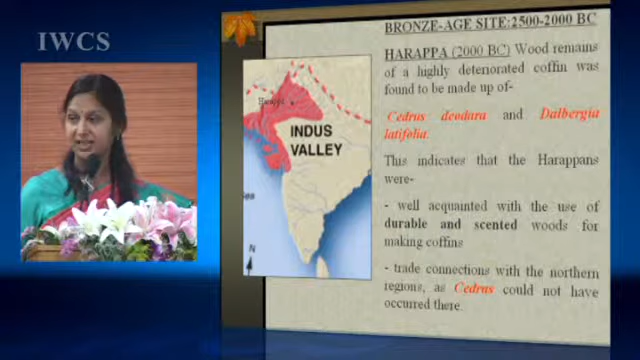 IWCS
BRONZE-AGE SITE:2500-2000 BC
HARAPPA (2000 BC) Wood remains
of a highly deteriorated coffin was
found to be made up of-
Cedrus deodara and Dalbergia
latifolia.
This indicates that the Harappans
were-
- well acquainted with the use of
durable and scented woods for
making coffins
- trade connections with the northern
regions, as Cedrus could not have
occurred there.
Harappa
INDUS
VALLEY
Sea
N